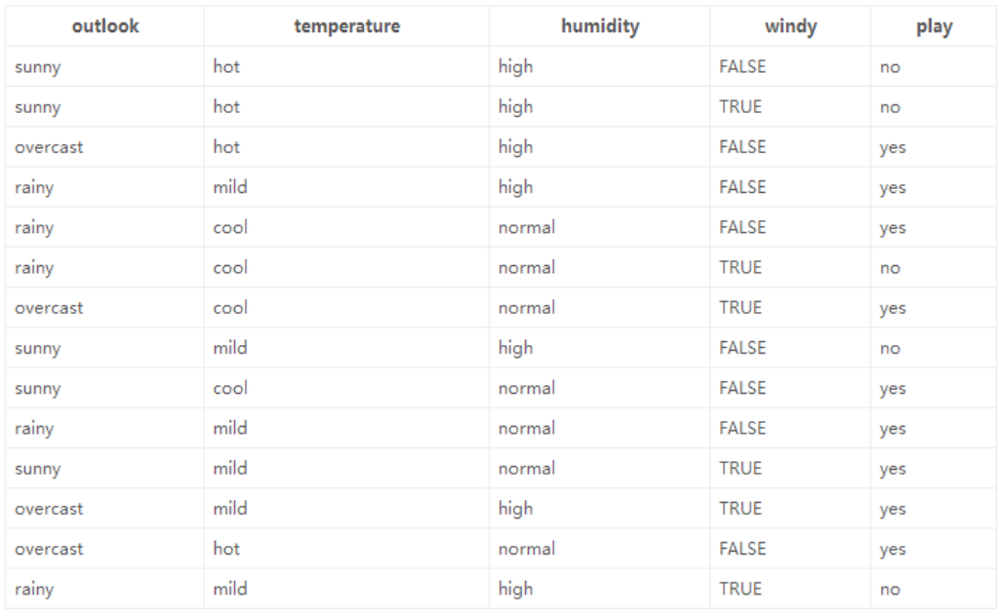 outlook temperature humidity windy play
sunny hot high FALSE no
sunny hot high TRUE no
overcast hot high FALSE yes
rainy mild high FALSE yes
rainy cool normal FALSE yes
rainy cool normal TRUE no
overcast cool normal TRUE yes
sunny mild high FALSE no
sunny cool normal FALSE yes
rainy mild normal FALSE yes
sunny mild normal TRUE yes
overcast mild high TRUE yes
overcast hot normal FALSE yes
rainy mild high TRUE no